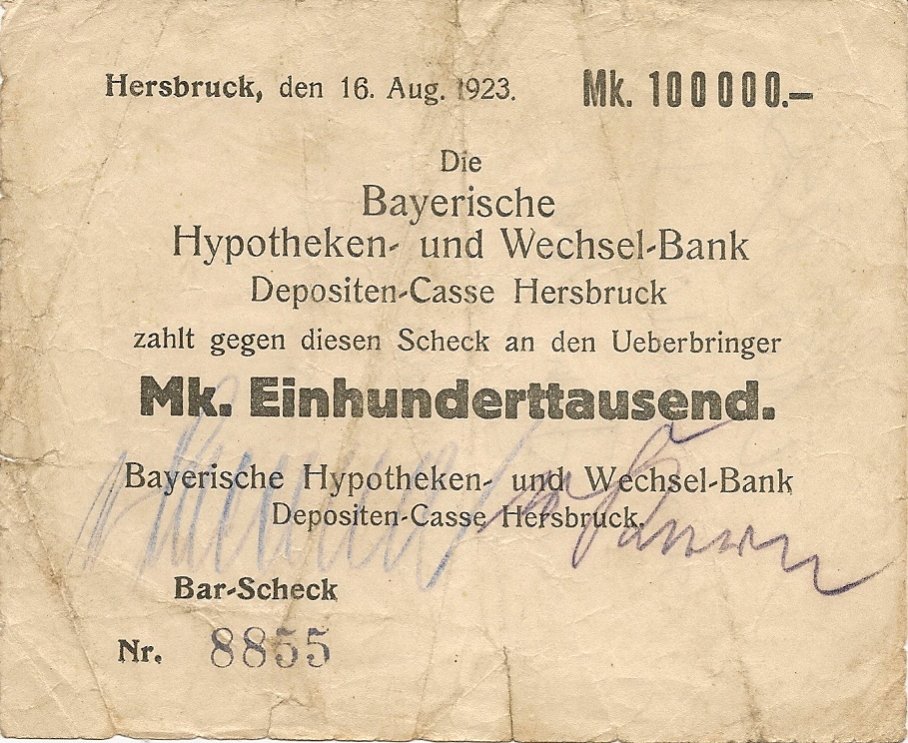 Hersbruck, den 16. Aug. 1923. Mk. 100000.–
Die
Bayerische
Hypotheken- und Wechsel-Bank
Depositen-Casse Hersbruck
zahlt gegen diesen Scheck an den Ueberbringer
Mk. Einhunderttausend.
Bayerische Hypotheken- und Wechsel-Bank
Depositen-Casse Hersbruck.
Bar-Scheck
Nr. 8855